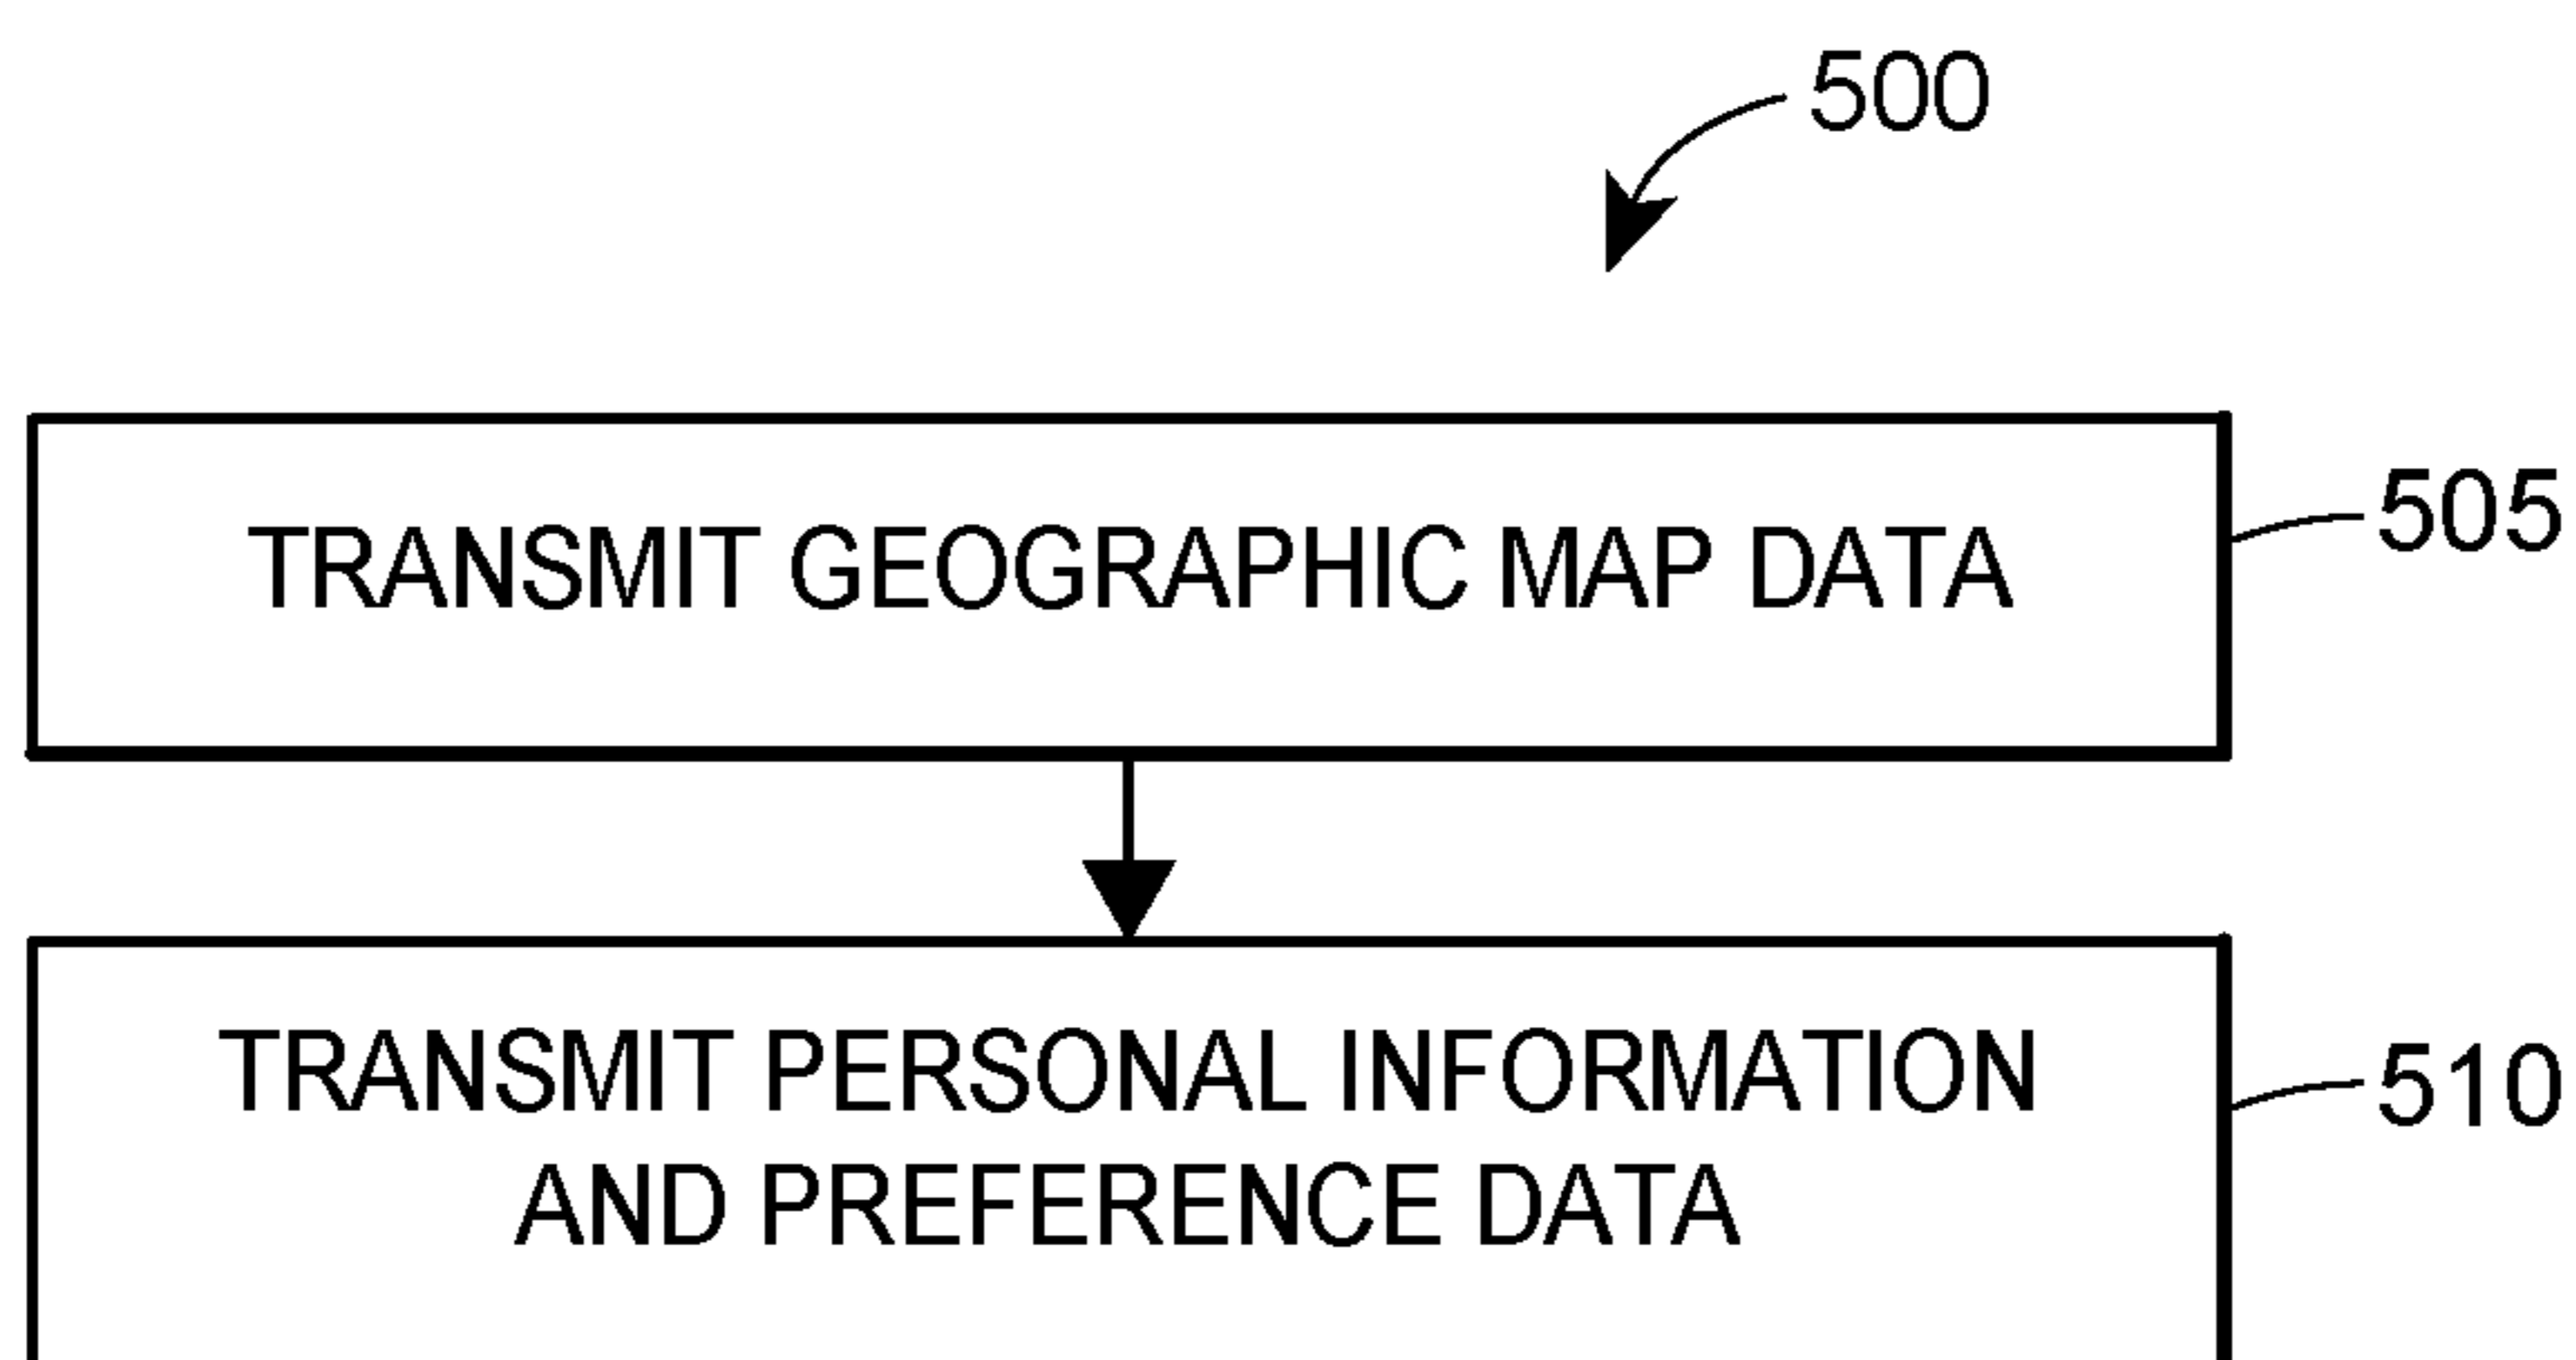 500
TRANSMIT GEOGRAPHIC MAP DATA
505
TRANSMIT PERSONAL INFORMATION
AND PREFERENCE DATA
510